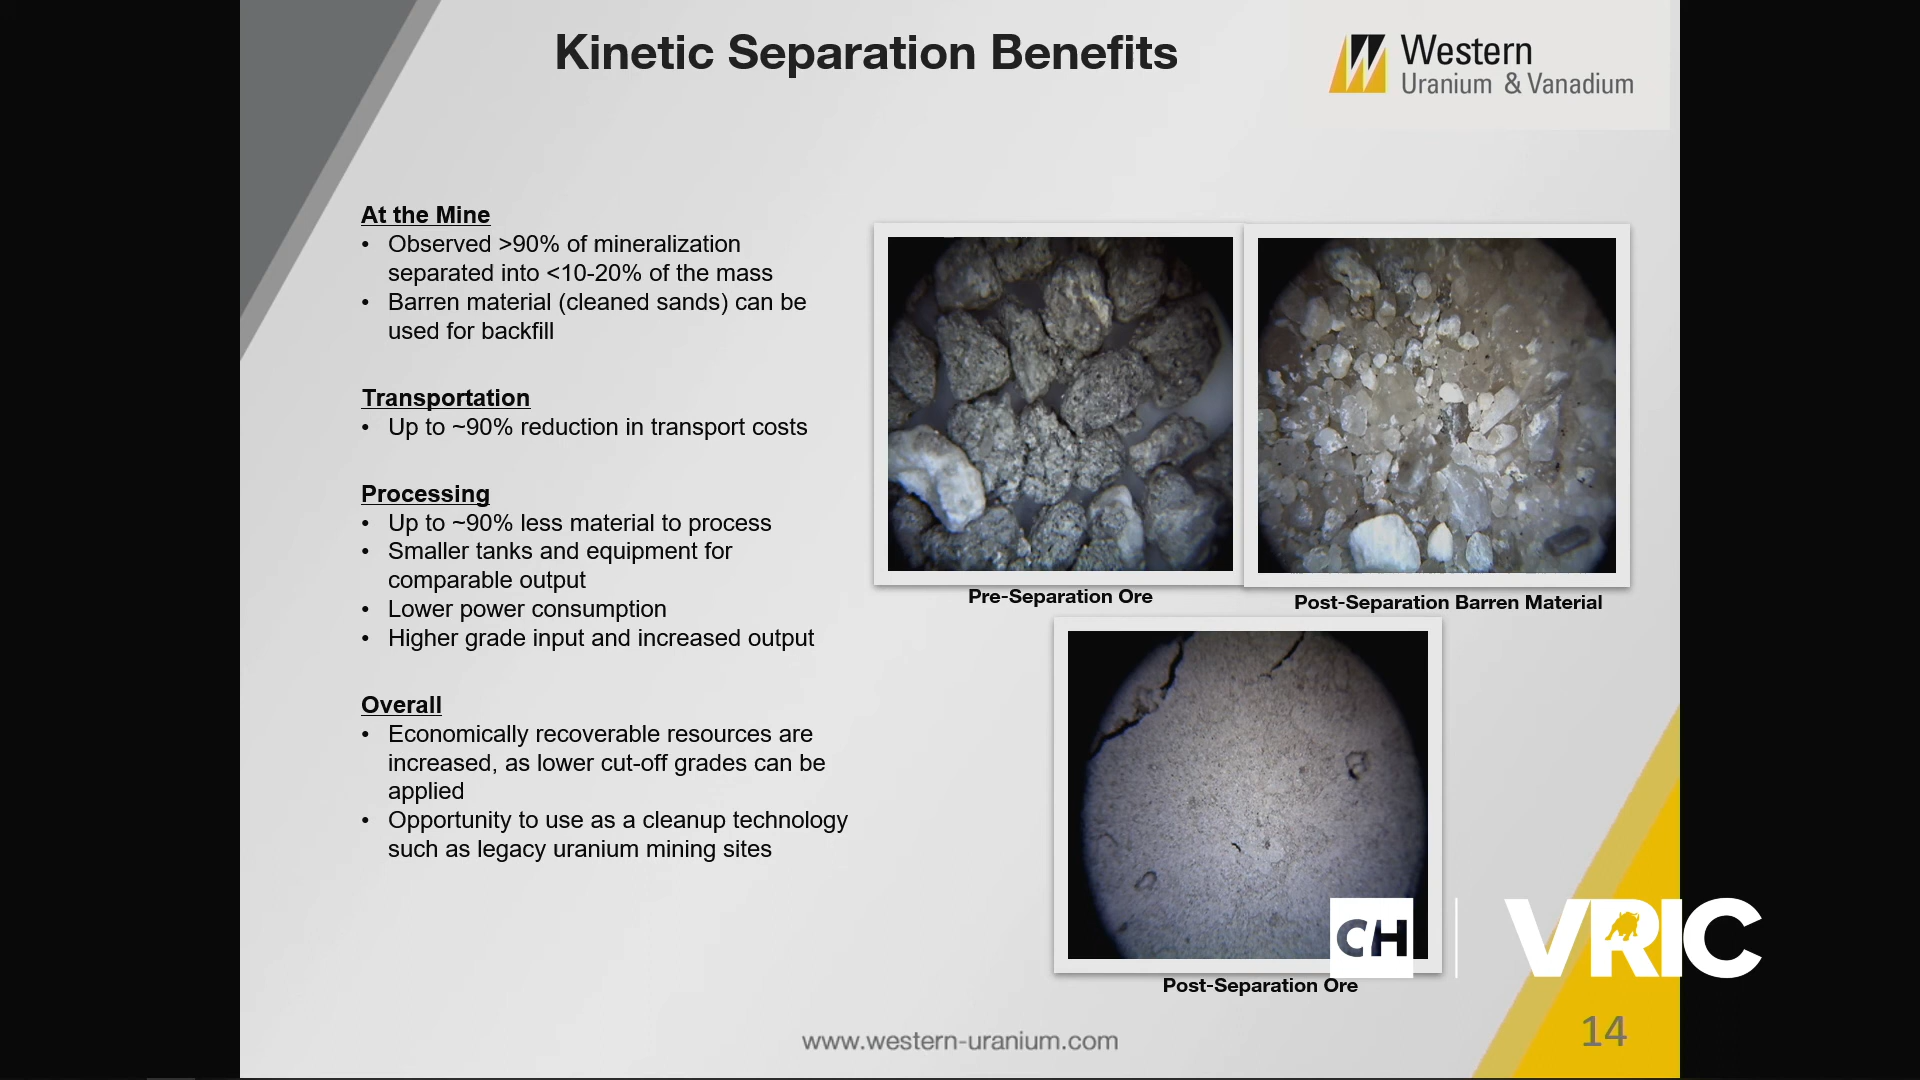 Kinetic Separation Benefits
Western
Uranium & Vanadium
At the Mine
• Observed >90% of mineralization
separated into <10-20% of the mass
• Barren material (cleaned sands) can be
used for backfill
Transportation
• Up to ~90% reduction in transport costs
Processing
• Up to ~90% less material to process
• Smaller tanks and equipment for
comparable output
• Lower power consumption
• Higher grade input and increased output
Overall
• Economically recoverable resources are
increased, as lower cut-off grades can be
applied
• Opportunity to use as a cleanup technology
such as legacy uranium mining sites
Pre-Separation Ore
Post-Separation Barren Material
Post-Separation Ore
CH
VRIC
www.western-uranium.com
14